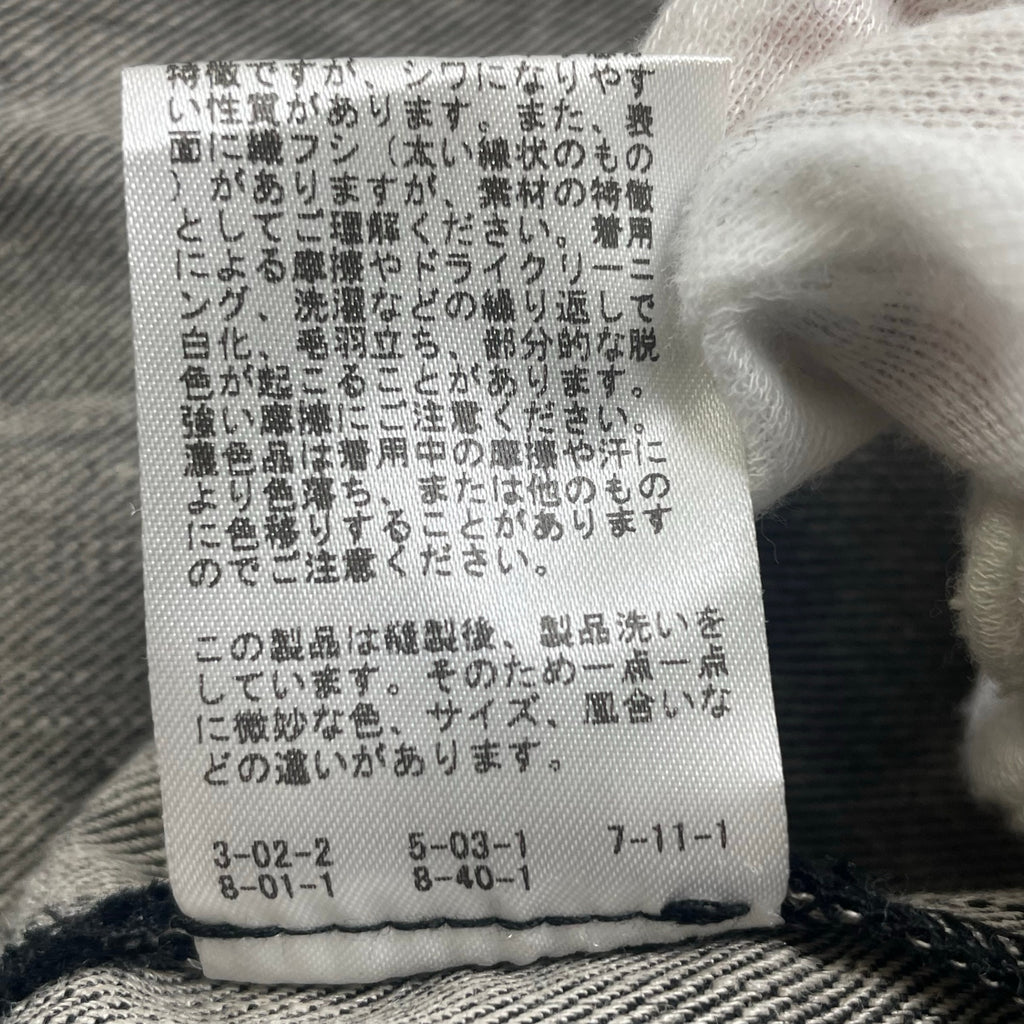 特徴ですが、シワになりやす
い性質があります。また、表
面に繊フシ(太い繊状のもの
)がありますが、素材の特徴
としてご理解ください。着用
による摩擦やドライクリーニ
ング、洗濯などの繰り返しで
白化、毛羽立ち、部分的な脱
色が起こることがあります。
強い摩擦にご注意ください。
濃色品は着用中の摩擦や汗に
より色落ち、または他のもの
に色移りすることがあります
のでご注意ください。
この製品は縫製後、製品洗いを
しています。そのため一点一点
に微妙な色、サイズ、風合いな
どの違いがあります。
3-02-2 5-03-1 7-11-1
8-01-1 8-40-1